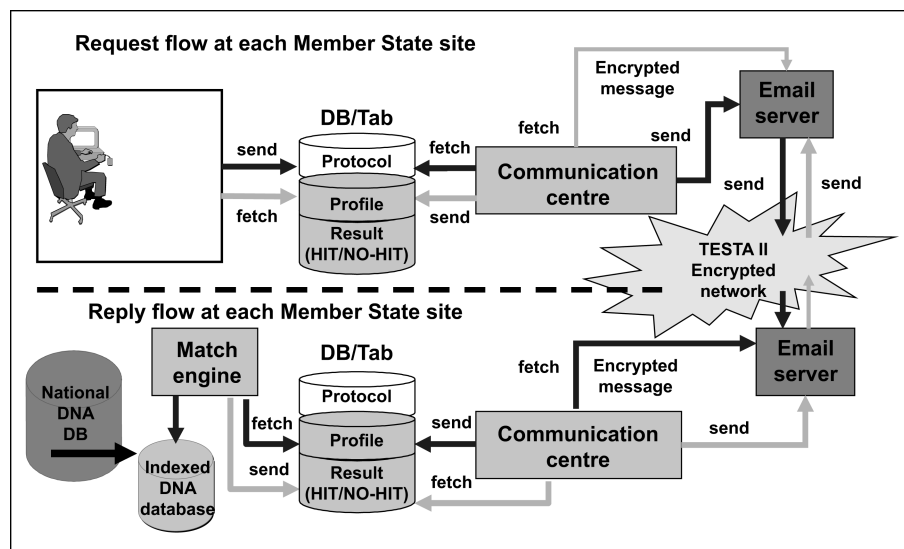 Request flow at each Member State site
Encrypted
message
Email
server
DB/Tab
fetch
send
Protocol
fetch
send
Communication
centre
send
send
fetch
Profile
send
Result
(HIT/NO-HIT)
TESTA II
Encrypted
network
Reply flow at each Member State site
Match
engine
DB/Tab
fetch
Encrypted
message
Email
server
National
DNA
DB
Protocol
fetch
send
Communication
centre
send
Profile
Indexed
DNA
database
send
Result
(HIT/NO-HIT)
fetch